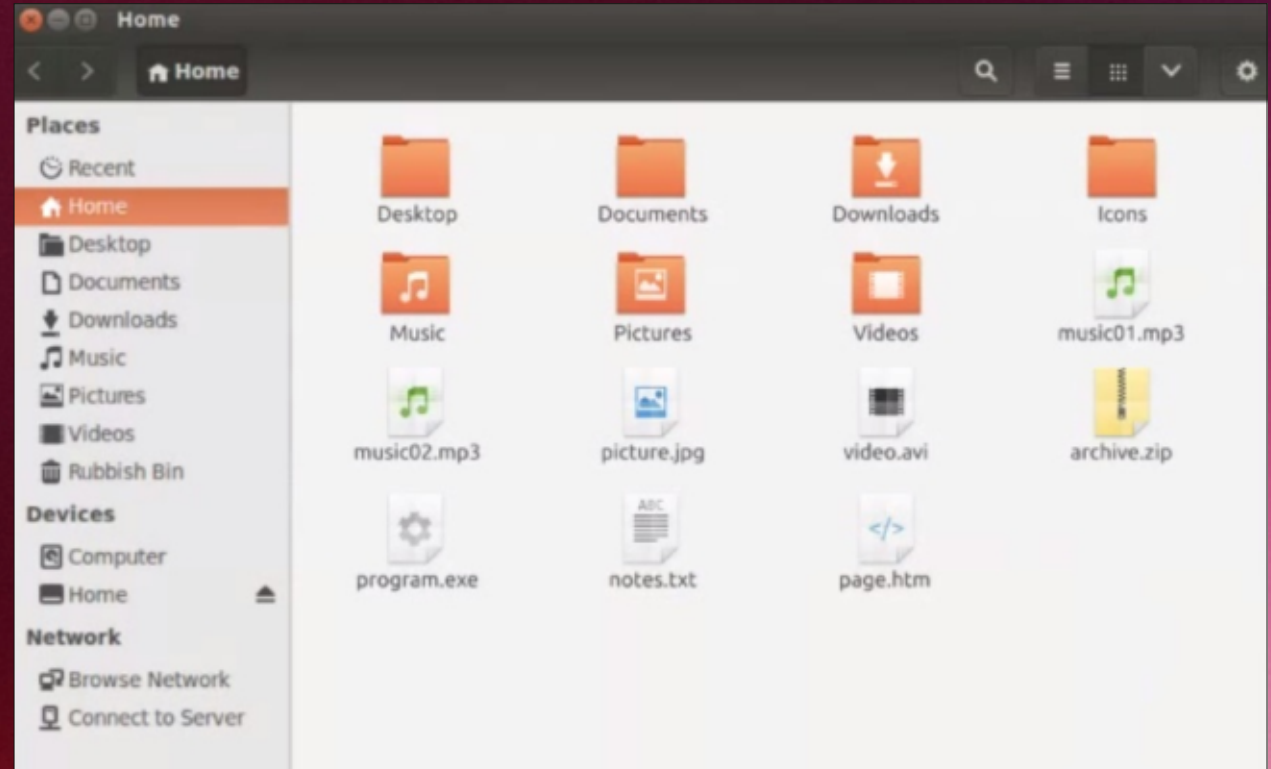 Home
Home
Places
Recent
Home
Desktop
Documents
Downloads
Music
Pictures
Videos
Rubbish Bin
Devices
Computer
Home
Network
Browse Network
Connect to Server
Desktop Documents Downloads Icons
Music Pictures Videos music01.mp3
music02.mp3 picture.jpg video.avi archive.zip
ABC
</>
program.exe notes.txt page.htm